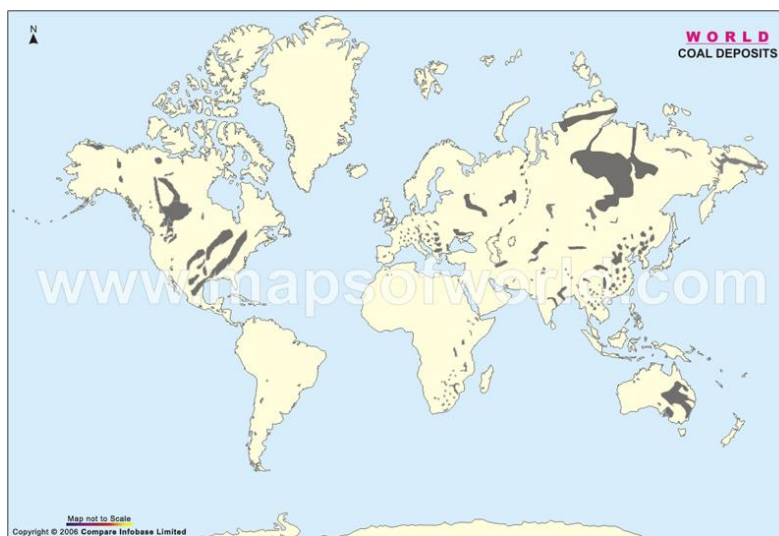 N
WORLD
COAL DEPOSITS
www.mapsofworld.com
Map not to Scale
Copyright © 2006 Compare Infobase Limited